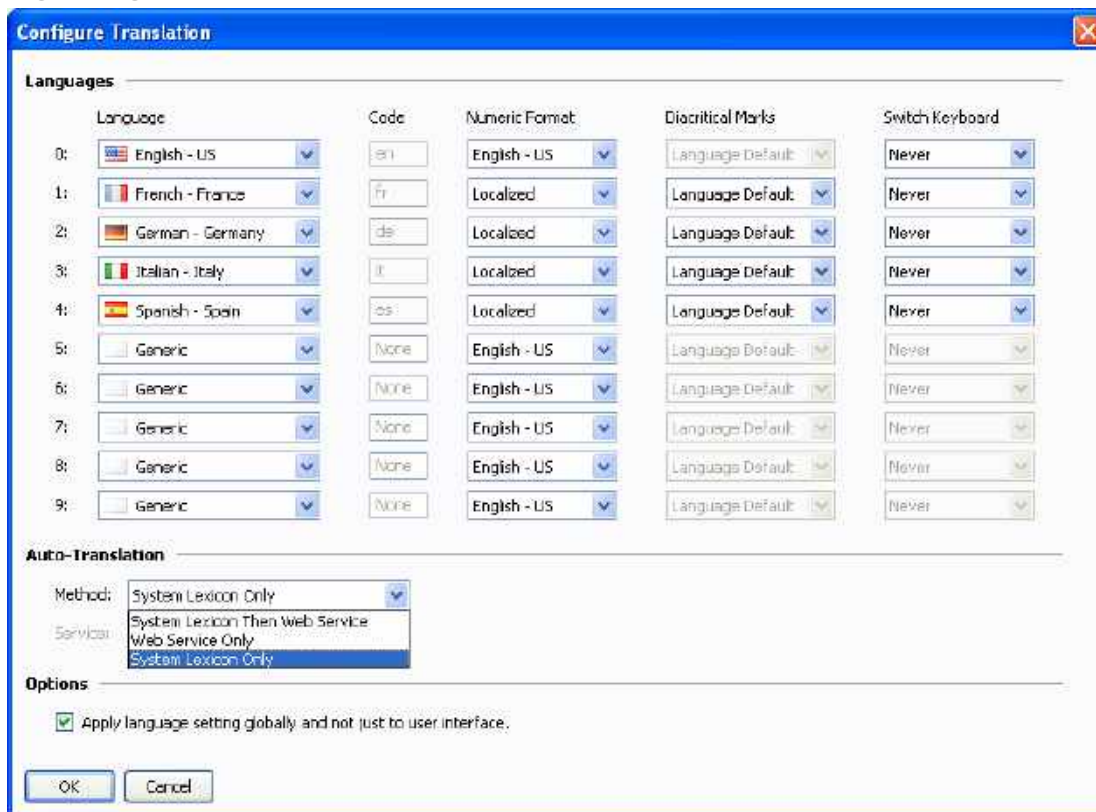 Configure Translation
Languages
Language Code Numeric Format Diacritical Marks Switch Keyboard
0: English - US en English - US Language Default Never
1: French - France fr Localized Language Default Never
2: German - Germany de Localized Language Default Never
3: Italian - Italy it Localized Language Default Never
4: Spanish - Spain es Localized Language Default Never
5: Generic None English - US Language Default Never
6: Generic None English - US Language Default Never
7: Generic None English - US Language Default Never
8: Generic None English - US Language Default Never
9: Generic None English - US Language Default Never
Auto-Translation
Method: System Lexicon Only
System Lexicon Then Web Service
Service: Web Service Only
System Lexicon Only
Options
Apply language setting globally and not just to user interface.
OK Cancel